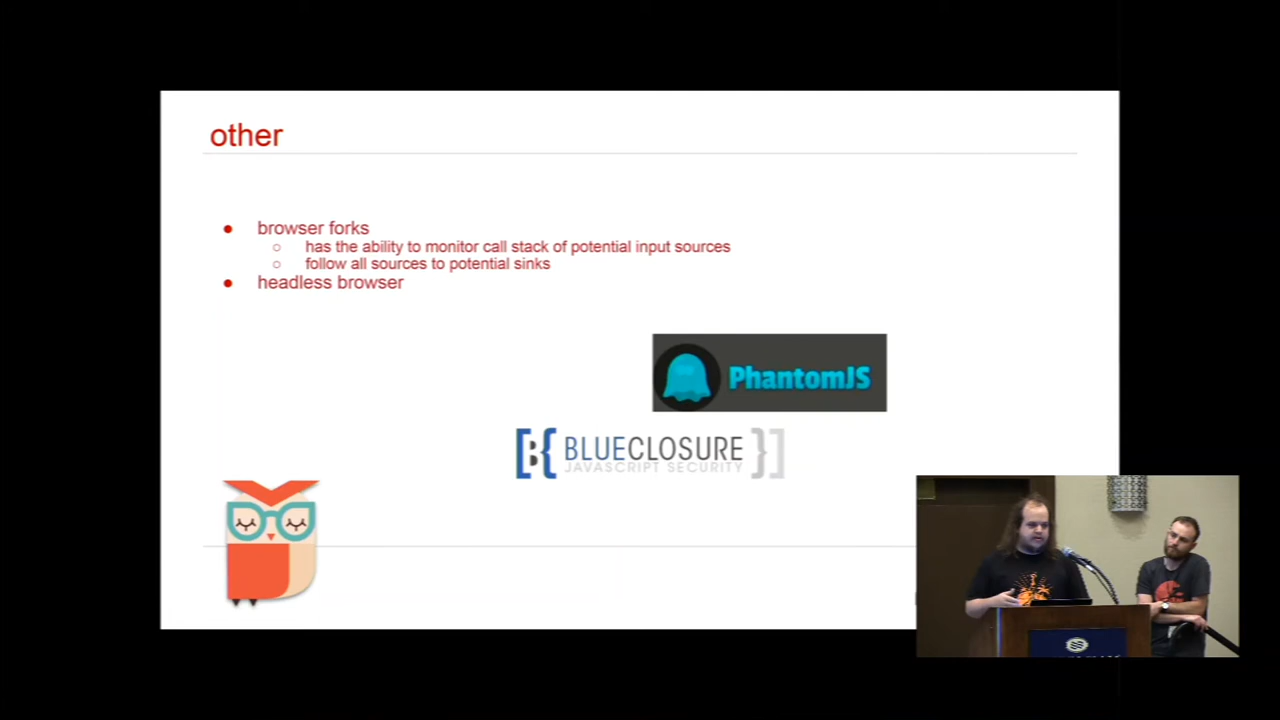 other
● browser forks
○ has the ability to monitor call stack of potential input sources
○ follow all sources to potential sinks
● headless browser
PhantomJS
[B{ BLUECLOSURE }]
JAVASCRIPT SECURITY